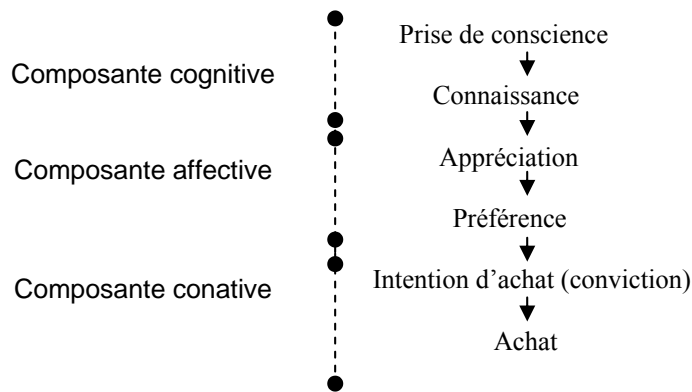 Prise de conscience
Composante cognitive
Connaissance
Composante affective
Appréciation
Préférence
Composante conative
Intention d'achat (conviction)
Achat